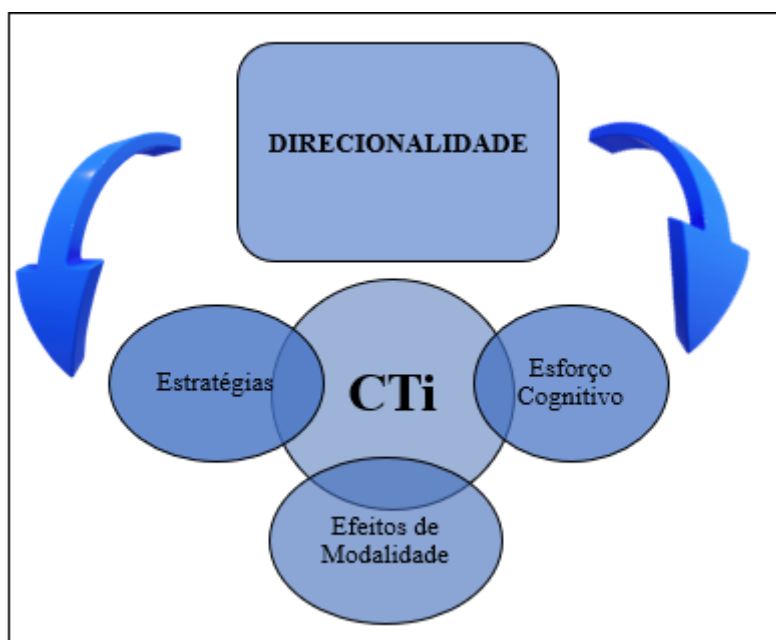 DIRECIONALIDADE
Estratégias
CTi
Esforço
Cognitivo
Efeitos de
Modalidade